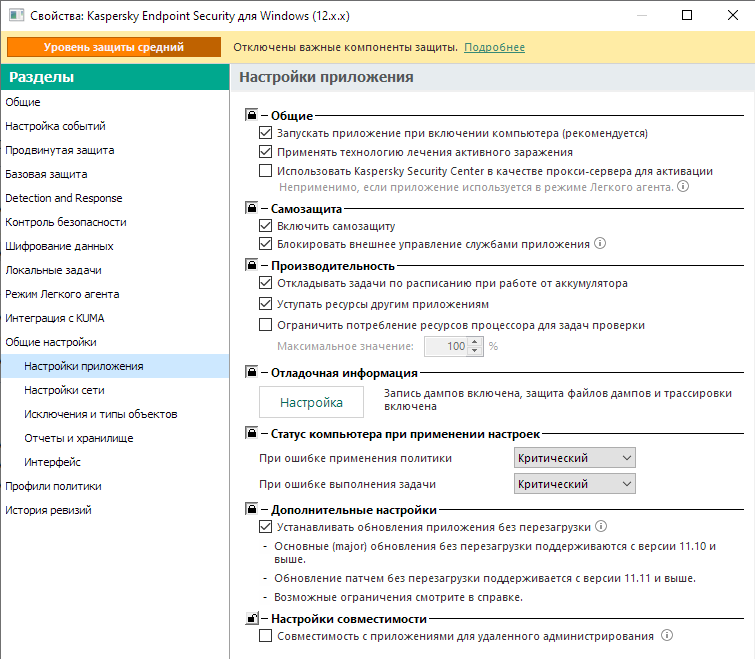 Свойства: Kaspersky Endpoint Security для Windows (12.x.x)
Уровень защиты средний
Отключены важные компоненты защиты. Подробнее
Разделы
Общие
Настройка событий
Продвинутая защита
Базовая защита
Detection and Response
Контроль безопасности
Шифрование данных
Локальные задачи
Режим Легкого агента
Интеграция с KUMA
Общие настройки
Настройки приложения
Настройки сети
Исключения и типы объектов
Отчеты и хранилище
Интерфейс
Профили политики
История ревизий
Настройки приложения
Общие
Запускать приложение при включении компьютера (рекомендуется)
Применять технологию лечения активного заражения
Использовать Kaspersky Security Center в качестве прокси-сервера для активации
Неприменимо, если приложение используется в режиме Легкого агента.
Самозащита
Включить самозащиту
Блокировать внешнее управление службами приложения
Производительность
Откладывать задачи по расписанию при работе от аккумулятора
Уступать ресурсы другим приложениям
Ограничить потребление ресурсов процессора для задач проверки
Максимальное значение: 100 %
Отладочная информация
Настройка
Запись дампов включена, защита файлов дампов и трассировки
включена
Статус компьютера при применении настроек
При ошибке применения политики Критический
При ошибке выполнения задачи Критический
Дополнительные настройки
Устанавливать обновления приложения без перезагрузки
- Основные (major) обновления без перезагрузки поддерживаются с версии 11.10 и
выше.
- Обновление патчем без перезагрузки поддерживается с версии 11.11 и выше.
- Возможные ограничения смотрите в справке.
Настройки совместимости
Совместимость с приложениями для удаленного администрирования